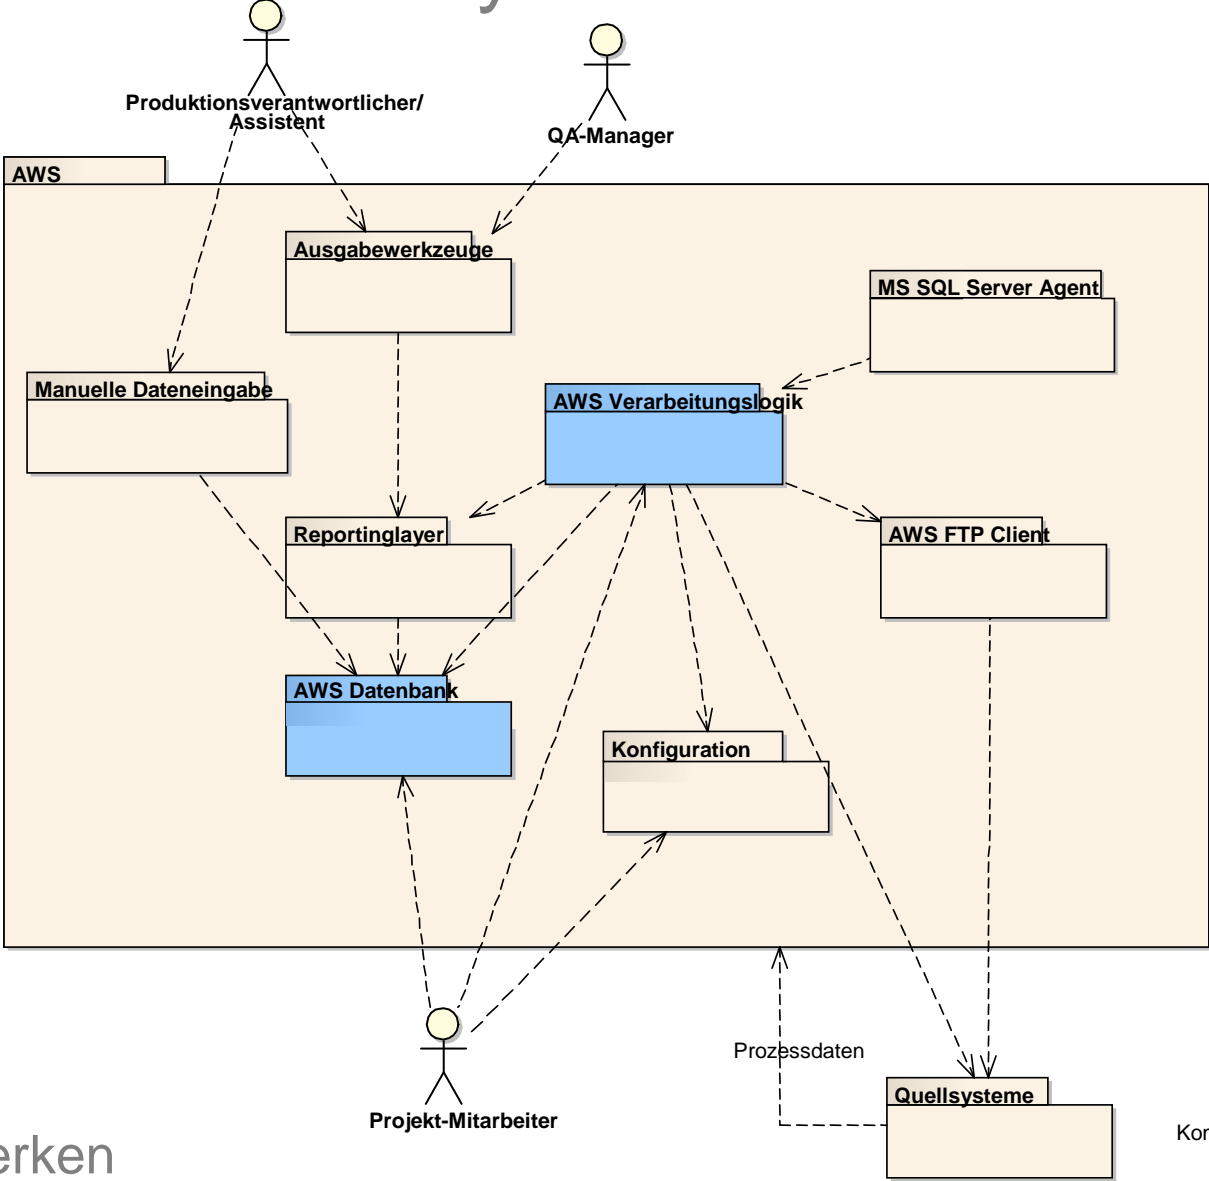 Produktionsverantwortlicher/
Assistent
QA-Manager
AWS
Ausgabewerkzeuge
MS SQL Server Agent
Manuelle Dateneingabe
AWS Verarbeitungslogik
Reportinglayer
AWS FTP Client
AWS Datenbank
Konfiguration
Prozessdaten
Quellsysteme
Projekt-Mitarbeiter
Kor
erken